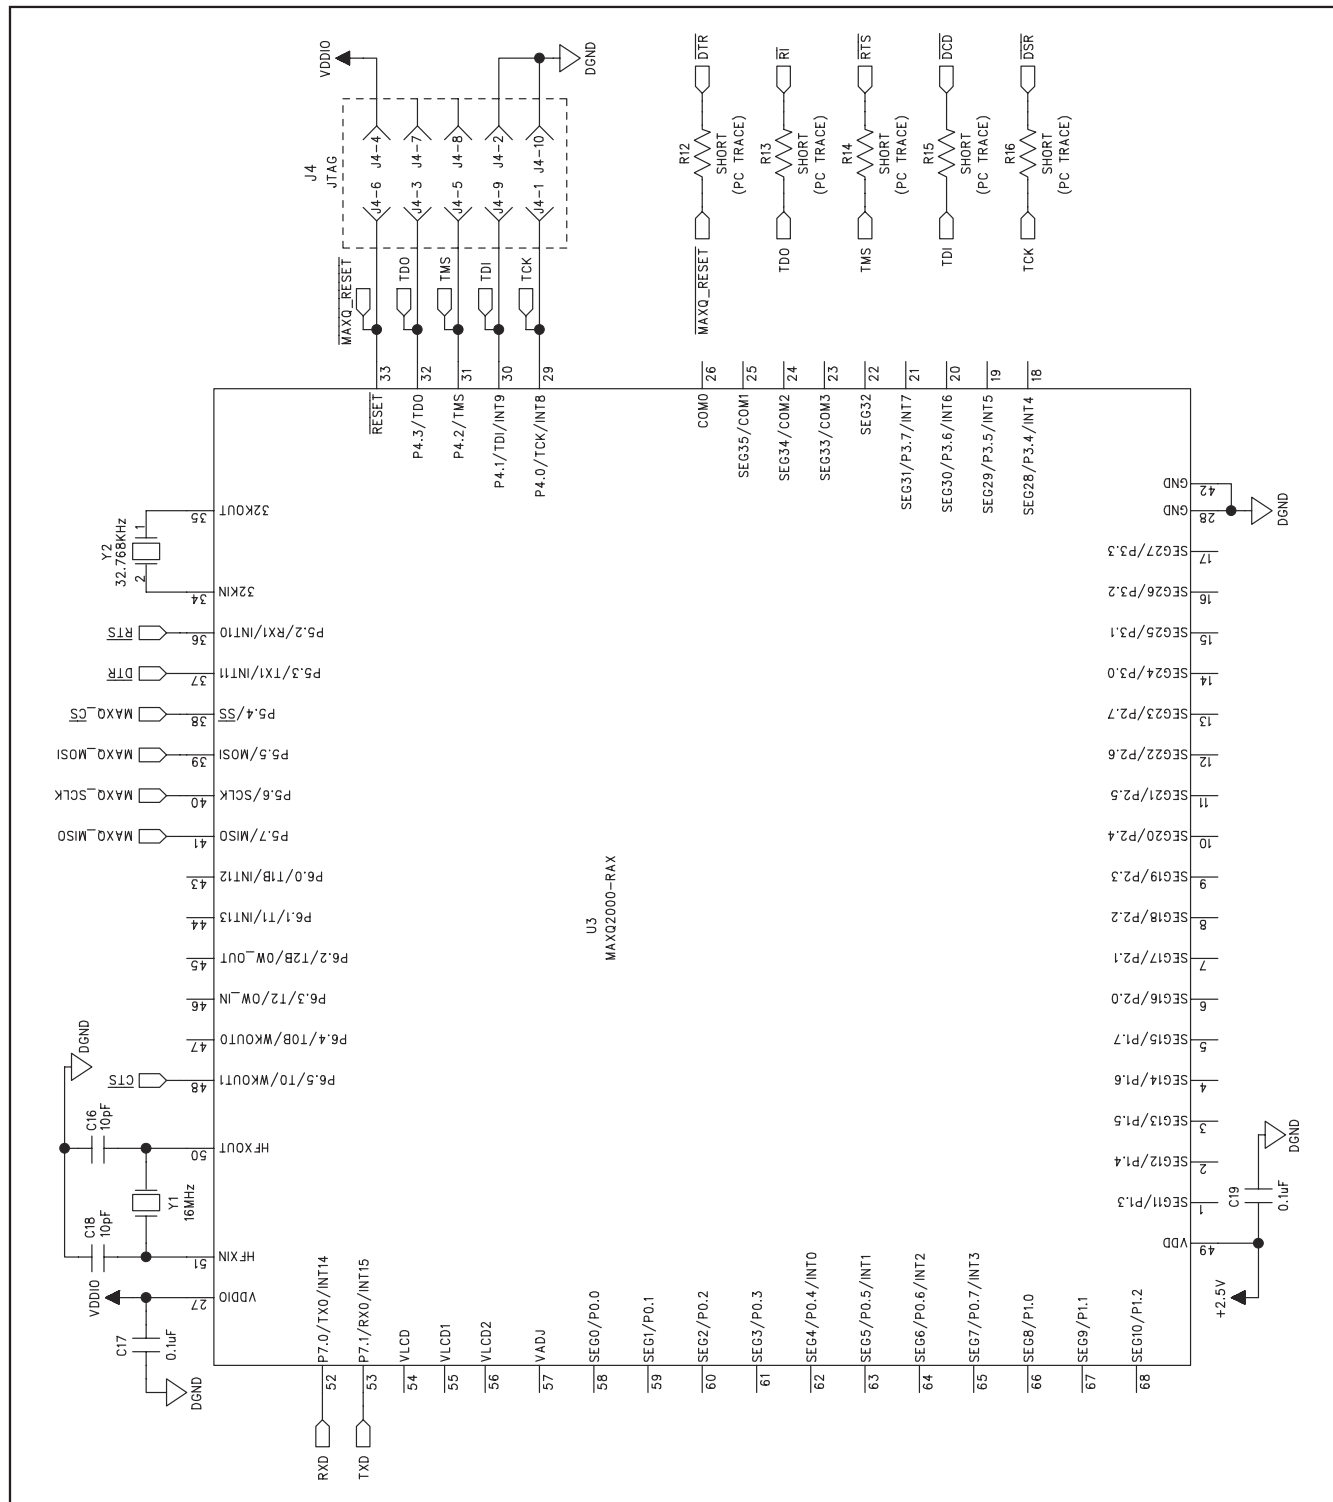 VDDIO
DGND
J4
JTAG
J4-6 J4-4
J4-3 J4-7
J4-5 J4-8
J4-9 J4-2
J4-1 J4-10
MAXQ_RESET
TDO
TMS
TDI
TCK
33
32
31
30
29
RESET
P4.3/TDO
P4.2/TMS
P4.1/TDI/INT9
P4.0/TCK/INT8
DTR
R12
SHORT
(PC TRACE)
MAXQ_RESET
RI
R13
SHORT
(PC TRACE)
TDO
RTS
R14
SHORT
(PC TRACE)
TMS
DCD
R15
SHORT
(PC TRACE)
TDI
DSR
R16
SHORT
(PC TRACE)
TCK
26
25
24
23
22
21
20
19
18
COM0
SEG35/COM1
SEG34/COM2
SEG33/COM3
SEG32
SEG31/P3.7/INT7
SEG30/P3.6/INT6
SEG29/P3.5/INT5
SEG28/P3.4/INT4
Y2
32.768KHz
1
2
35 32KOUT
34 32KIN
RTS 36 P5.2/RX1/INT10
DTR 37 P5.3/TX1/INT11
MAXQ_CS 38 P5.4/SS
MAXQ_MOSI 39 P5.5/MOSI
MAXQ_SCLK 40 P5.6/SCLK
MAXQ_MISO 41 P5.7/MISO
43 P6.0/T1B/INT12
44 P6.1/T1/INT13
45 P6.2/T2B/OW_OUT
46 P6.3/T2/OW_IN
47 P6.4/T0B/WKOUT0
CTS 48 P6.5/T0/WKOUT1
50 HFXOUT
51 HFXIN
27 VDDIO
DGND
C16
10pF
Y1
16MHz
C18
10pF
VDDIO
C17
0.1uF
DGND
U3
MAXQ2000-RAX
GND 42
GND 28
DGND
SEG27/P3.3 17
SEG26/P3.2 16
SEG25/P3.1 15
SEG24/P3.0 14
SEG23/P2.7 13
SEG22/P2.6 12
SEG21/P2.5 11
SEG20/P2.4 10
SEG19/P2.3 9
SEG18/P2.2 8
SEG17/P2.1 7
SEG16/P2.0 6
SEG15/P1.7 5
SEG14/P1.6 4
SEG13/P1.5 3
SEG12/P1.4 2
SEG11/P1.3 1
VDD 49
DGND
C19
0.1uF
+2.5V
P7.0/TX0/INT14
P7.1/RX0/INT15
VLCD
VLCD1
VLCD2
VADJ
SEG0/P0.0
SEG1/P0.1
SEG2/P0.2
SEG3/P0.3
SEG4/P0.4/INT0
SEG5/P0.5/INT1
SEG6/P0.6/INT2
SEG7/P0.7/INT3
SEG8/P1.0
SEG9/P1.1
SEG10/P1.2
52
53
54
55
56
57
58
59
60
61
62
63
64
65
66
67
68
RXD
TXD